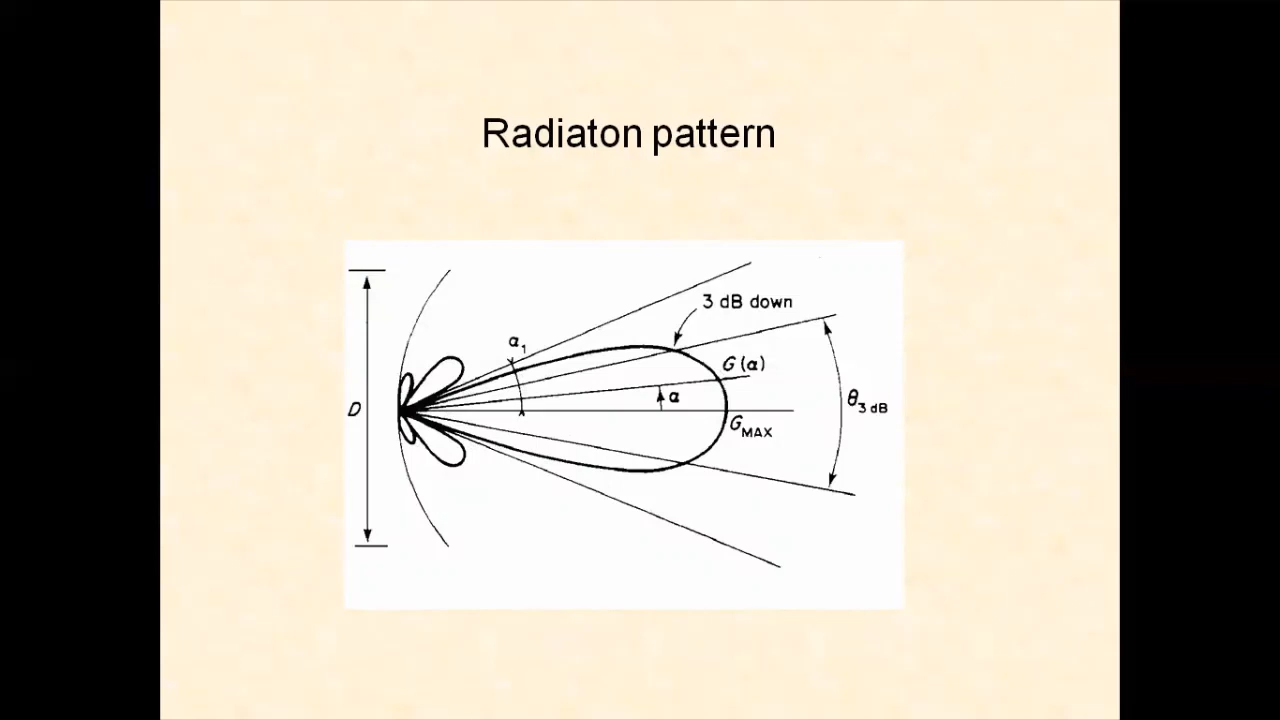 Radiaton pattern
3 dB down
α₁
G(α)
α
D
θ₃ dB
G MAX